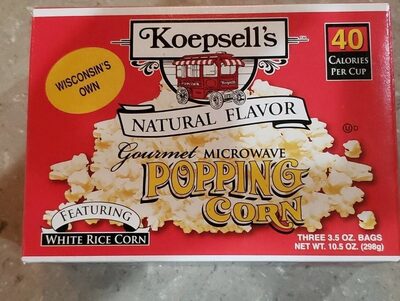 Koepsell's
40
CALORIES
PER CUP
WISCONSIN'S
OWN
NATURAL FLAVOR
Gourmet MICROWAVE
POPPING
CORN
U D
FEATURING
WHITE RICE CORN
THREE 3.5 OZ. BAGS
NET WT. 10.5 OZ. (298g)